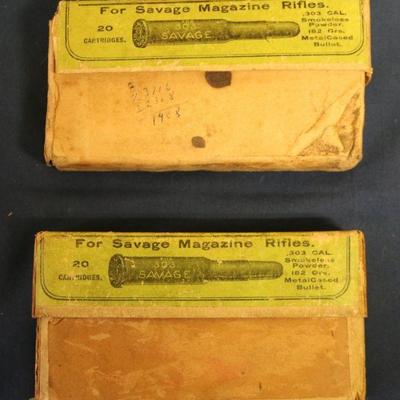 For Savage Magazine Rifles.
20
CARTRIDGES.
303
SAVAGE
.303 CAL.
Smokeless
Powder,
182 Grs.
Metal Cased
Bullet.
1908
For Savage Magazine Rifles.
20
CARTRIDGES.
303
SAVAGE
.303 CAL.
Smokeless
Powder,
182 Grs.
Metal Cased
Bullet.